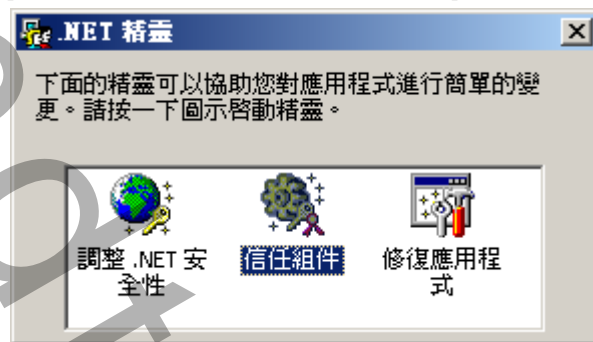 .NET 精靈
下面的精靈可以協助您對應用程式進行簡單的變
更。請按一下圖示啓動精靈。
調整 .NET 安
全性
信任組件
修復應用程
式